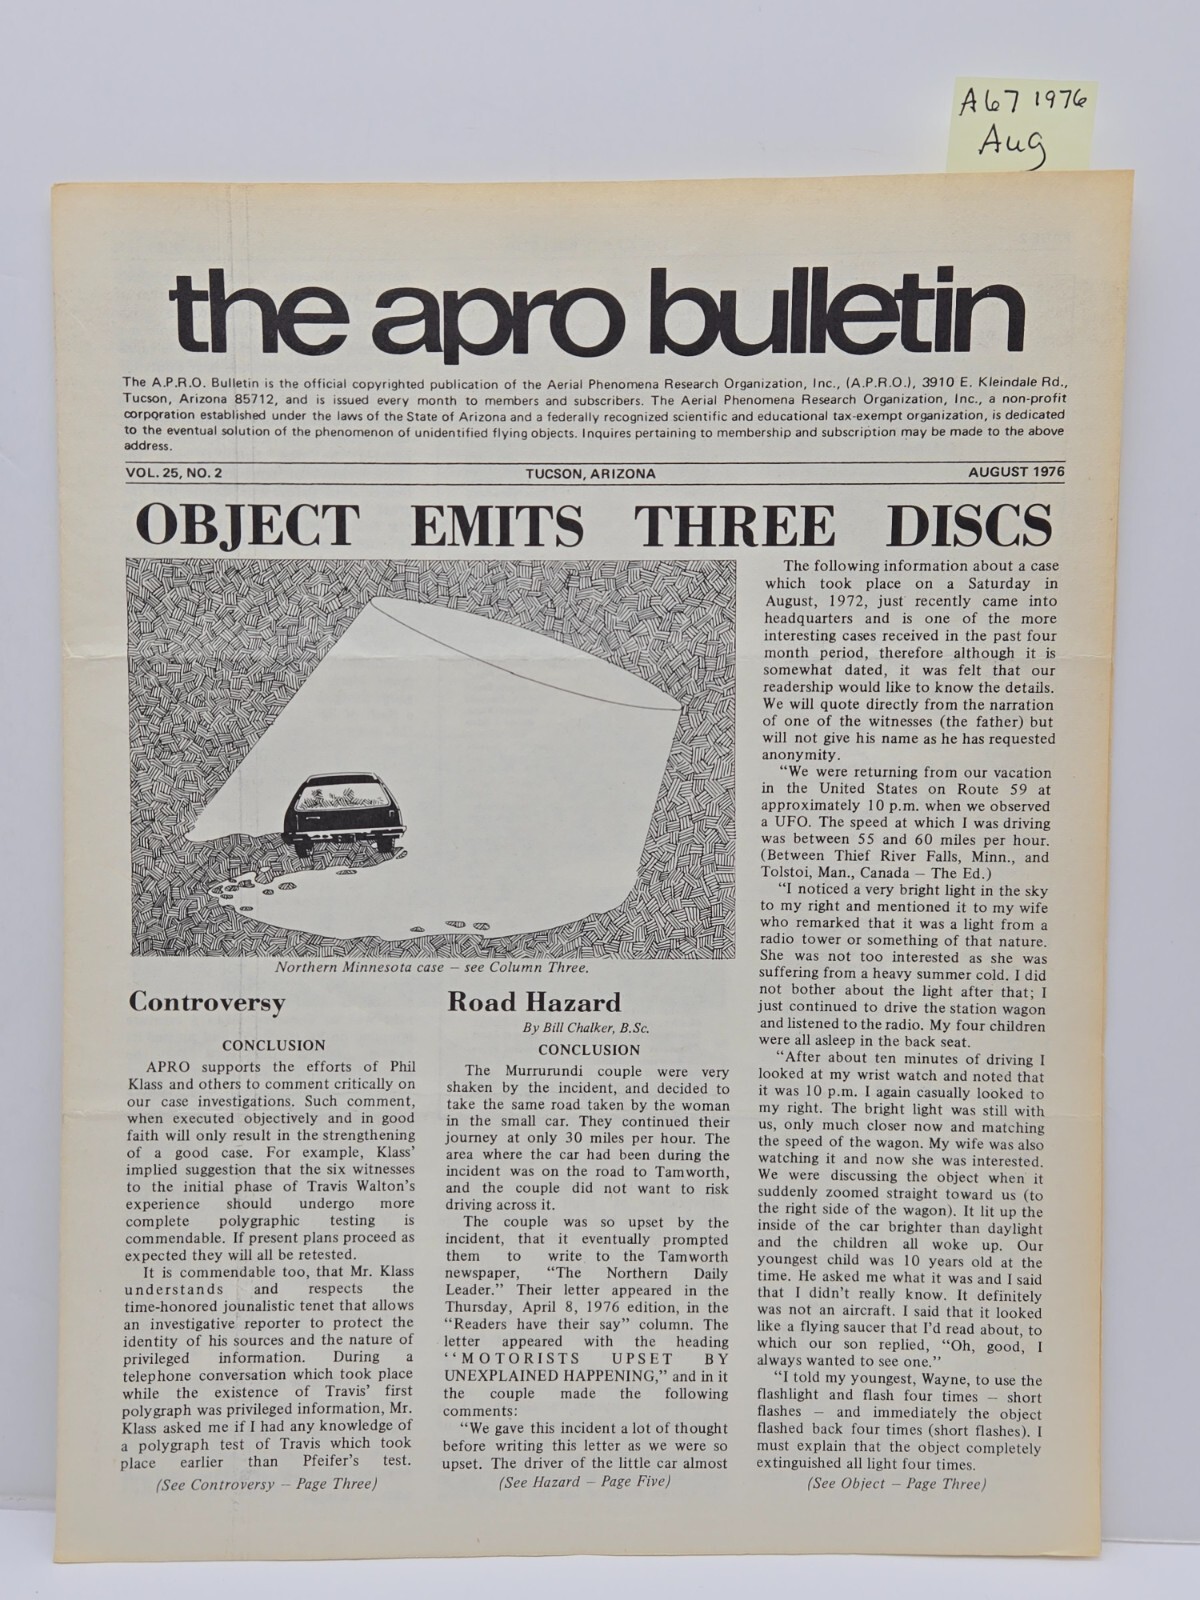 A67 1976
Aug
the apro bulletin
The A.P.R.O. Bulletin is the official copyrighted publication of the Aerial Phenomena Research Organization, Inc., (A.P.R.O.), 3910 E. Kleindale Rd.,
Tucson, Arizona 85712, and is issued every month to members and subscribers. The Aerial Phenomena Research Organization, Inc., a non-profit
corporation established under the laws of the State of Arizona and a federally recognized scientific and educational tax-exempt organization, is dedicated
to the eventual solution of the phenomenon of unidentified flying objects. Inquires pertaining to membership and subscription may be made to the above
address.
VOL. 25, NO. 2 TUCSON, ARIZONA AUGUST 1976
OBJECT EMITS THREE DISCS
Northern Minnesota case – see Column Three.
Controversy
CONCLUSION
APRO supports the efforts of Phil
Klass and others to comment critically on
our case investigations. Such comment,
when executed objectively and in good
faith will only result in the strengthening
of a good case. For example, Klass'
implied suggestion that the six witnesses
to the initial phase of Travis Walton's
experience should undergo more
complete polygraphic testing is
commendable. If present plans proceed as
expected they will all be retested.
It is commendable too, that Mr. Klass
understands and respects the
time-honored jounalistic tenet that allows
an investigative reporter to protect the
identity of his sources and the nature of
privileged information. During a
telephone conversation which took place
while the existence of Travis' first
polygraph was privileged information, Mr.
Klass asked me if I had any knowledge of
a polygraph test of Travis which took
place earlier than Pfeifer's test.
(See Controversy – Page Three)
Road Hazard
By Bill Chalker, B.Sc.
CONCLUSION
The Murrurundi couple were very
shaken by the incident, and decided to
take the same road taken by the woman
in the small car. They continued their
journey at only 30 miles per hour. The
area where the car had been during the
incident was on the road to Tamworth,
and the couple did not want to risk
driving across it.
The couple was so upset by the
incident, that it eventually prompted
them to write to the Tamworth
newspaper, "The Northern Daily
Leader." Their letter appeared in the
Thursday, April 8, 1976 edition, in the
"Readers have their say" column. The
letter appeared with the heading
''MOTORISTS UPSET BY
UNEXPLAINED HAPPENING," and in it
the couple made the following
comments:
"We gave this incident a lot of thought
before writing this letter as we were so
upset. The driver of the little car almost
(See Hazard – Page Five)
The following information about a case
which took place on a Saturday in
August, 1972, just recently came into
headquarters and is one of the more
interesting cases received in the past four
month period, therefore although it is
somewhat dated, it was felt that our
readership would like to know the details.
We will quote directly from the narration
of one of the witnesses (the father) but
will not give his name as he has requested
anonymity.
"We were returning from our vacation
in the United States on Route 59 at
approximately 10 p.m. when we observed
a UFO. The speed at which I was driving
was between 55 and 60 miles per hour.
(Between Thief River Falls, Minn., and
Tolstoi, Man., Canada – The Ed.)
"I noticed a very bright light in the sky
to my right and mentioned it to my wife
who remarked that it was a light from a
radio tower or something of that nature.
She was not too interested as she was
suffering from a heavy summer cold. I did
not bother about the light after that; I
just continued to drive the station wagon
and listened to the radio. My four children
were all asleep in the back seat.
"After about ten minutes of driving I
looked at my wrist watch and noted that
it was 10 p.m. I again casually looked to
my right. The bright light was still with
us, only much closer now and matching
the speed of the wagon. My wife was also
watching it and now she was interested.
We were discussing the object when it
suddenly zoomed straight toward us (to
the right side of the wagon). It lit up the
inside of the car brighter than daylight
and the children all woke up. Our
youngest child was 10 years old at the
time. He asked me what it was and I said
that I didn't really know. It definitely
was not an aircraft. I said that it looked
like a flying saucer that I'd read about, to
which our son replied, "Oh, good, I
always wanted to see one."
"I told my youngest, Wayne, to use the
flashlight and flash four times – short
flashes – and immediately the object
flashed back four times (short flashes). I
must explain that the object completely
extinguished all light four times.
(See Object – Page Three)